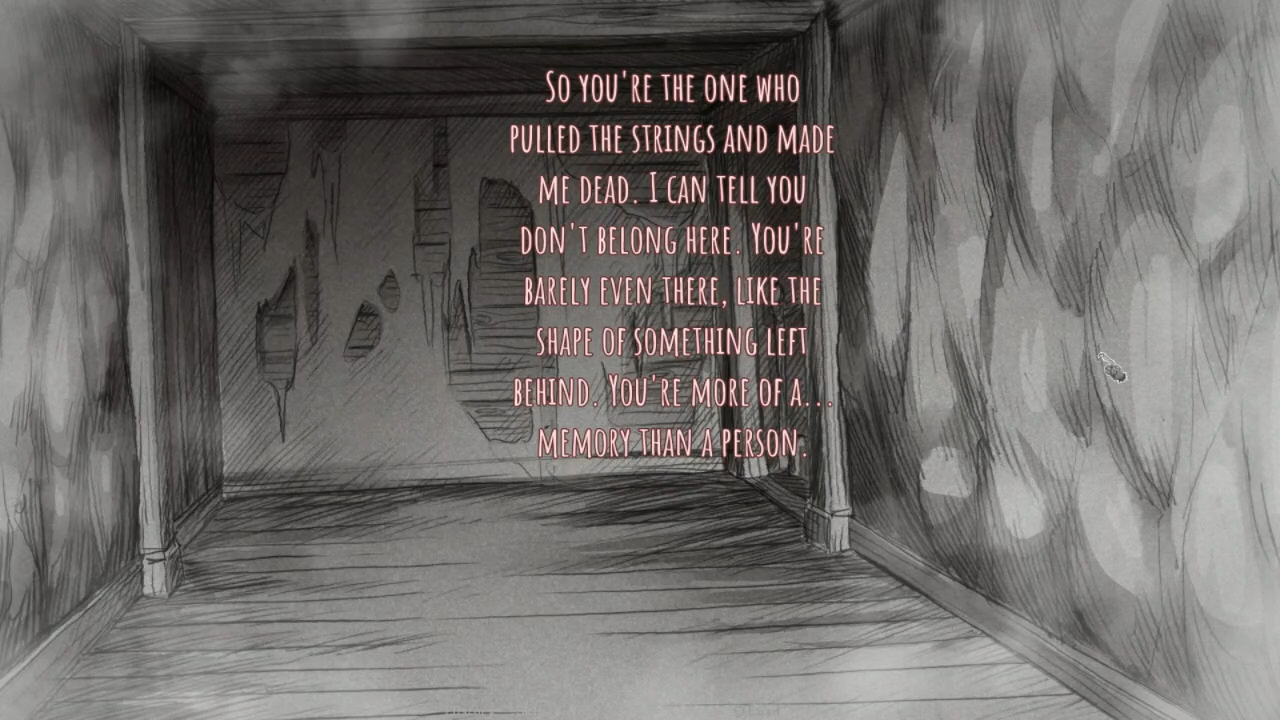 So you're the one who
pulled the strings and made
me dead. I can tell you
don't belong here. You're
barely even there, like the
shape of something left
behind. You're more of a...
memory than a person.